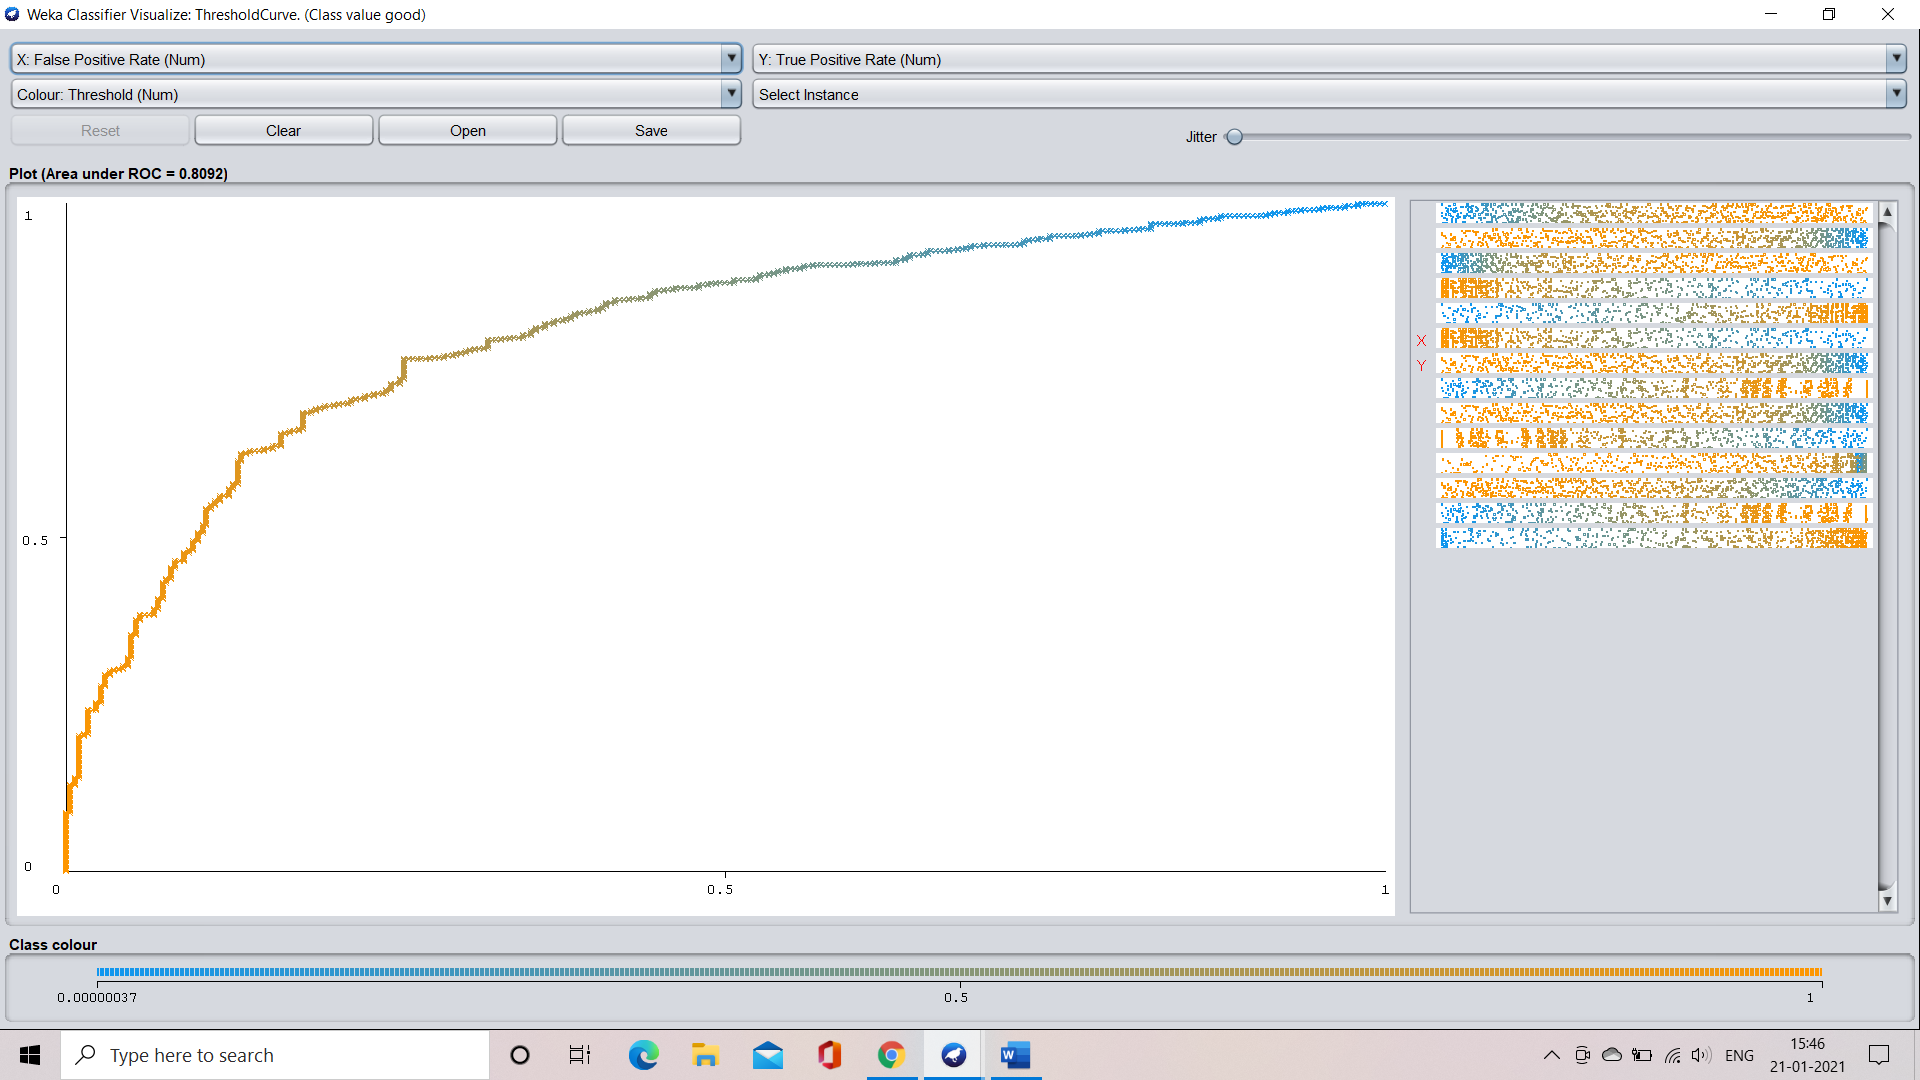 Weka Classifier Visualize: ThresholdCurve. (Class value good)
X: False Positive Rate (Num)
Y: True Positive Rate (Num)
Colour: Threshold (Num)
Select Instance
Reset
Clear
Open
Save
Jitter
Plot (Area under ROC = 0.8092)
1
0.5
0
0
0.5
1
X
Y
Class colour
0.00000037
0.5
1
Type here to search
W
ENG
15:46
21-01-2021